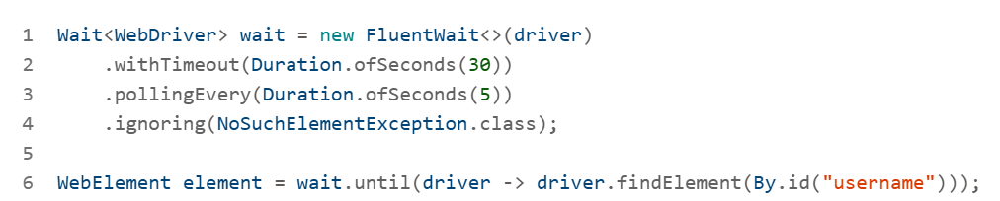 1 Wait<WebDriver> wait = new FluentWait<>(driver)
2 .withTimeout(Duration.ofSeconds(30))
3 .pollingEvery(Duration.ofSeconds(5))
4 .ignoring(NoSuchElementException.class);
5
6 WebElement element = wait.until(driver -> driver.findElement(By.id("username")));